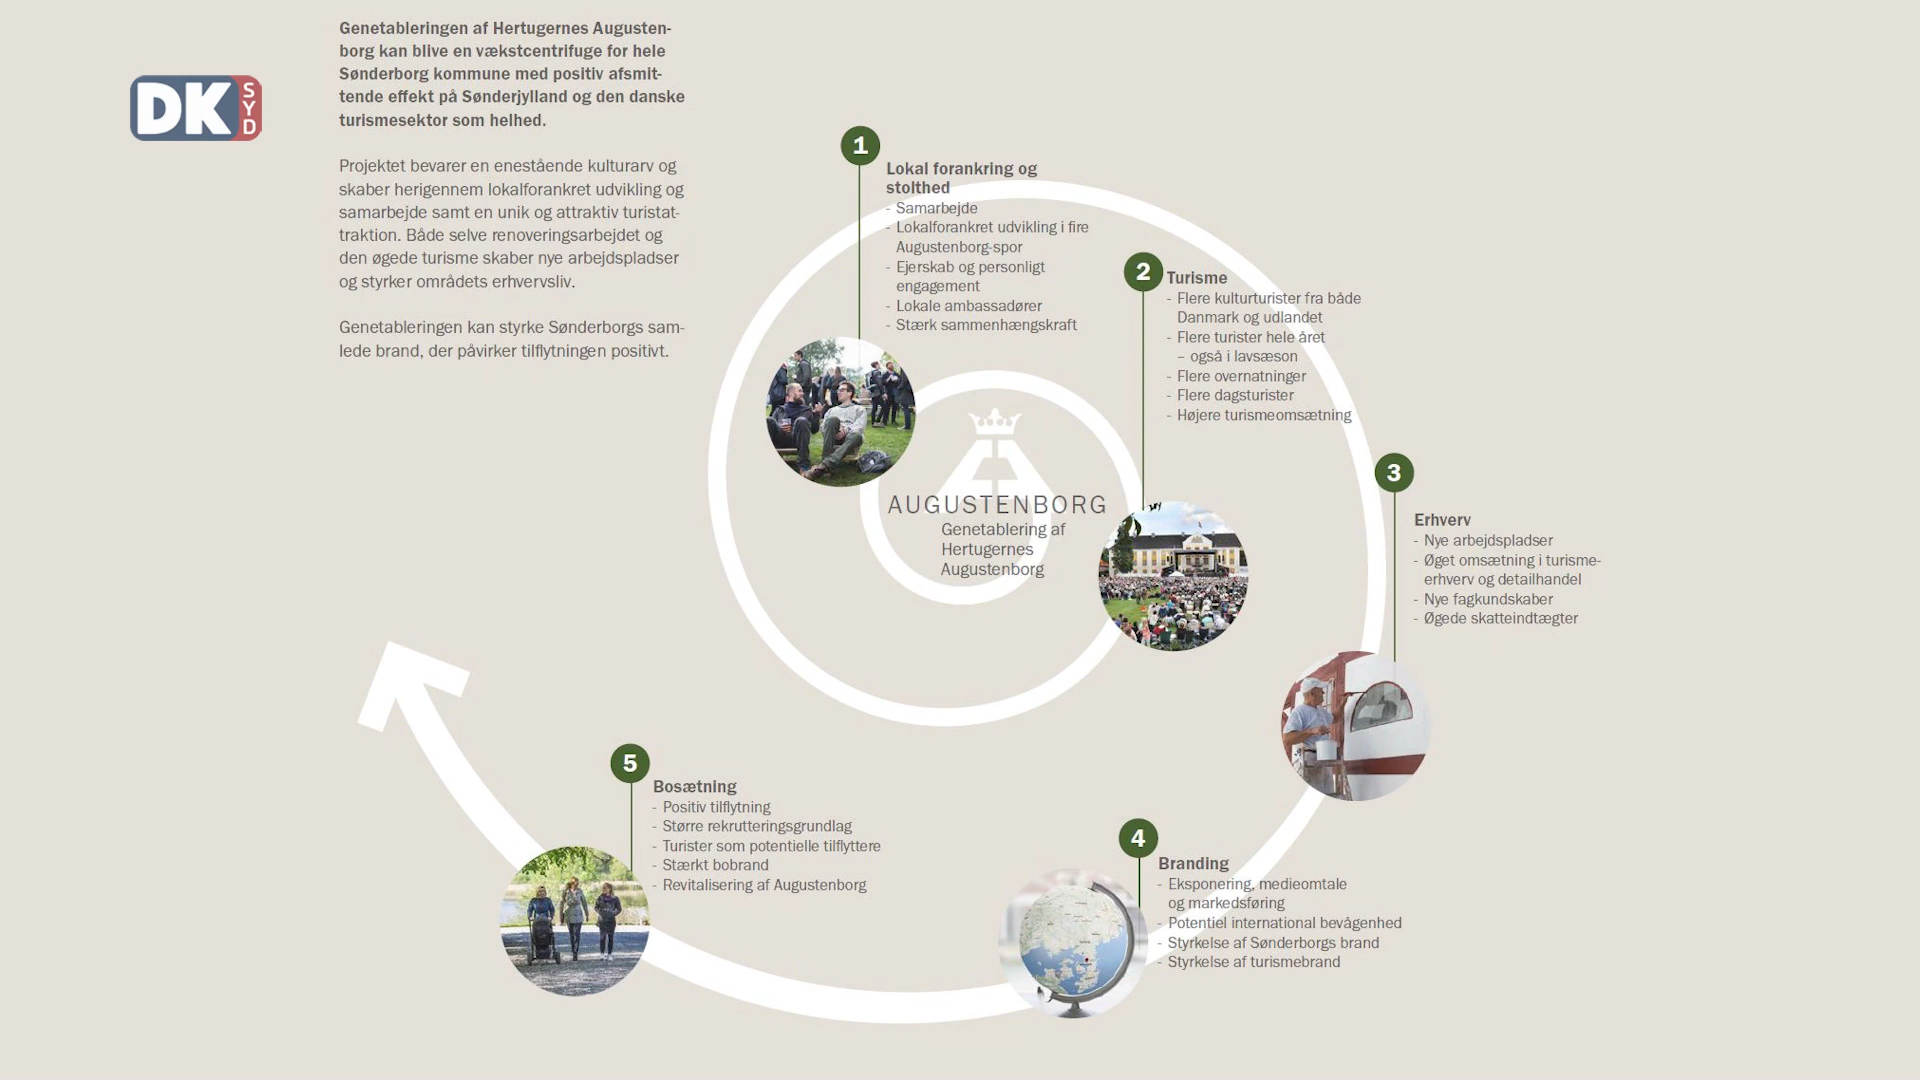 DK
SYD
Genetableringen af Hertugernes Augusten-
borg kan blive en vækstcentrifuge for hele
Sønderborg kommune med positiv afsmit-
tende effekt på Sønderjylland og den danske
turismesektor som helhed.
Projektet bevarer en enestående kulturarv og
skaber herigennem lokalforankret udvikling og
samarbejde samt en unik og attraktiv turistat-
traktion. Både selve renoveringsarbejdet og
den øgede turisme skaber nye arbejdspladser
og styrker områdets erhvervsliv.
Genetableringen kan styrke Sønderborgs sam-
lede brand, der påvirker tilflytningen positivt.
1
Lokal forankring og
stolthed
- Samarbejde
- Lokalforankret udvikling i fire
Augustenborg-spor
- Ejerskab og personligt
engagement
- Lokale ambassadører
- Stærk sammenhængskraft
2
Turisme
- Flere kulturturister fra både
Danmark og udlandet
- Flere turister hele året
– også i lavsæson
- Flere overnatninger
- Flere dagsturister
- Højere turismeomsætning
AUGUSTENBORG
Genetablering af
Hertugernes
Augustenborg
3
Erhverv
- Nye arbejdspladser
- Øget omsætning i turisme-
erhverv og detailhandel
- Nye fagkundskaber
- Øgede skatteindtægter
4
Branding
- Eksponering, medieomtale
og markedsføring
- Potentiel international bevågenhed
- Styrkelse af Sønderborgs brand
- Styrkelse af turismebrand
5
Bosætning
- Positiv tilflytning
- Større rekrutteringsgrundlag
- Turister som potentielle tilflyttere
- Stærkt bobrand
- Revitalisering af Augustenborg